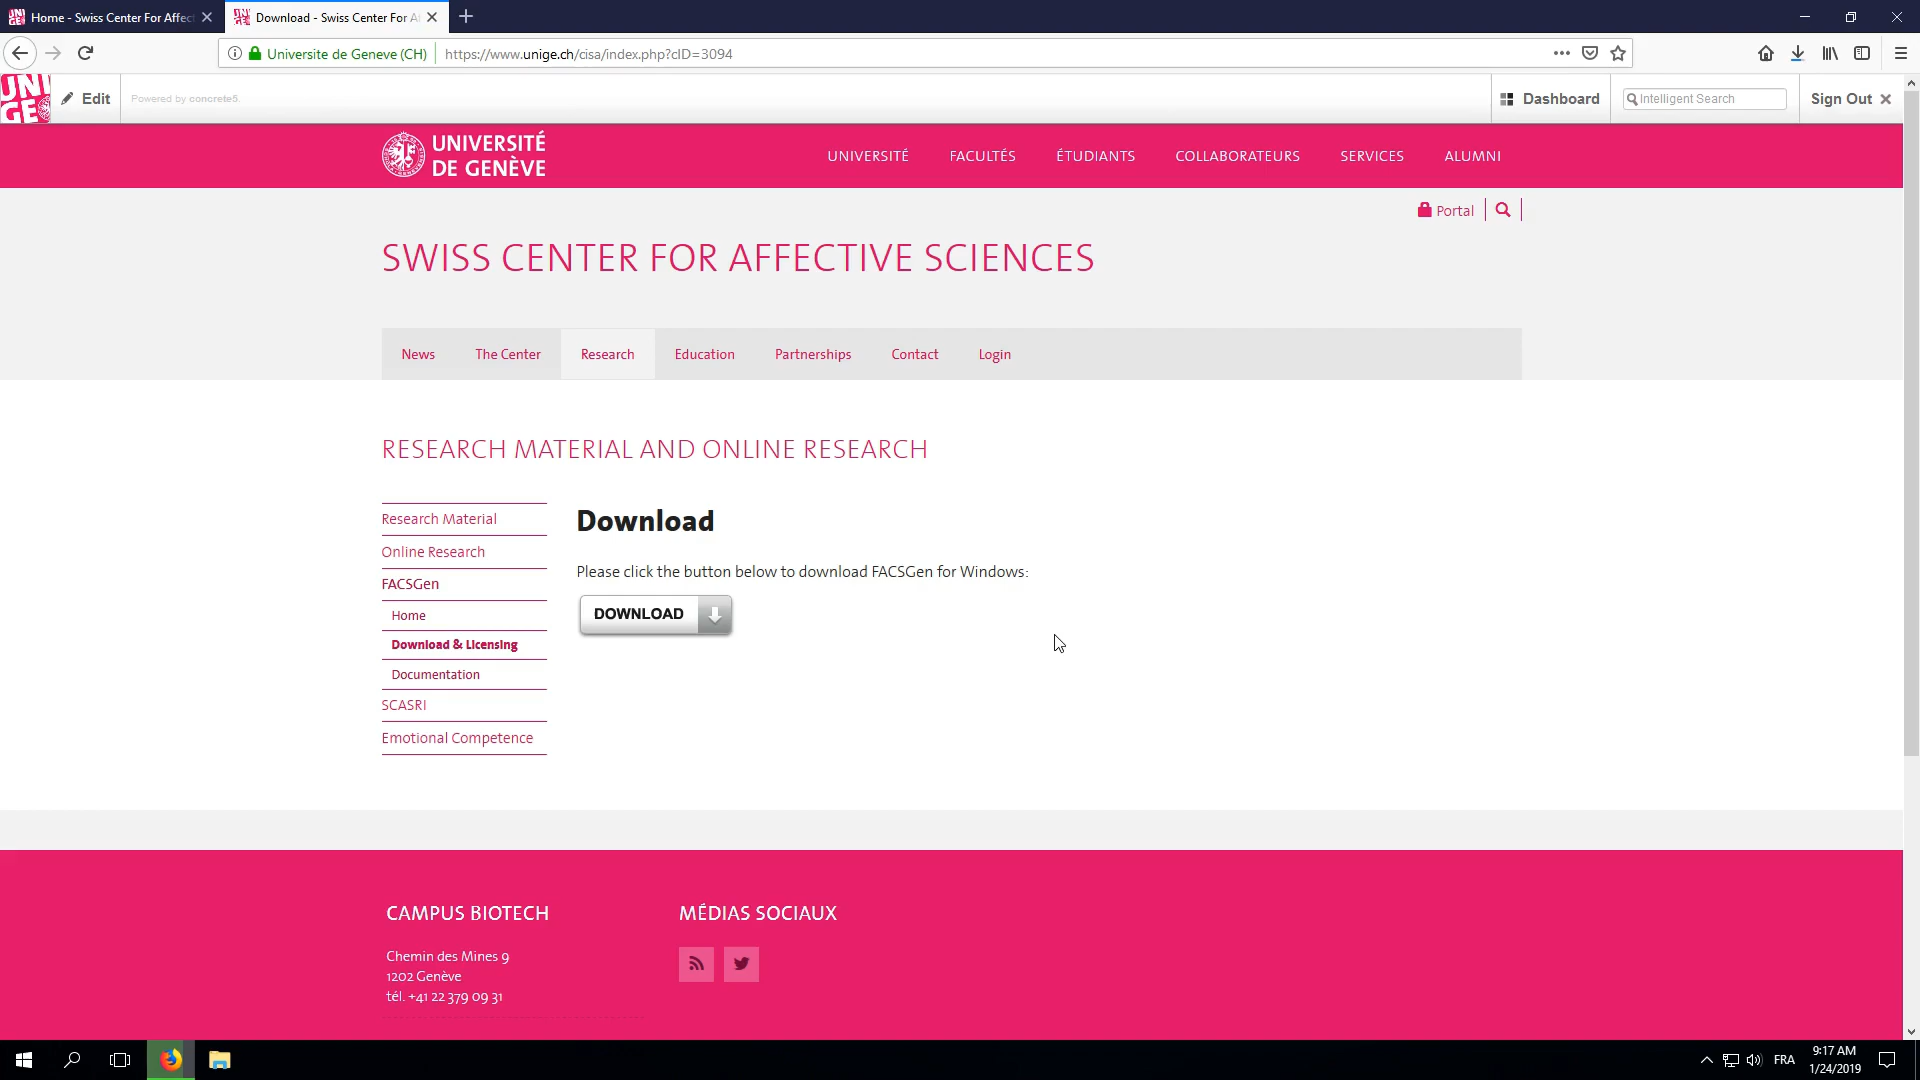 Home - Swiss Center For Affect
Download - Swiss Center For A
Universite de Geneve (CH)
https://www.unige.ch/cisa/index.php?cID=3094
UNI
GE
Edit
Powered by concrete5.
Dashboard
Intelligent Search
Sign Out
UNIVERSITÉ
DE GENÈVE
UNIVERSITÉ
FACULTÉS
ÉTUDIANTS
COLLABORATEURS
SERVICES
ALUMNI
Portal
SWISS CENTER FOR AFFECTIVE SCIENCES
News
The Center
Research
Education
Partnerships
Contact
Login
RESEARCH MATERIAL AND ONLINE RESEARCH
Research Material
Online Research
FACSGen
Home
Download & Licensing
Documentation
SCASRI
Emotional Competence
Download
Please click the button below to download FACSGen for Windows:
DOWNLOAD
CAMPUS BIOTECH
Chemin des Mines 9
1202 Genève
tél. +41 22 379 09 31
MÉDIAS SOCIAUX
FRA
9:17 AM
1/24/2019